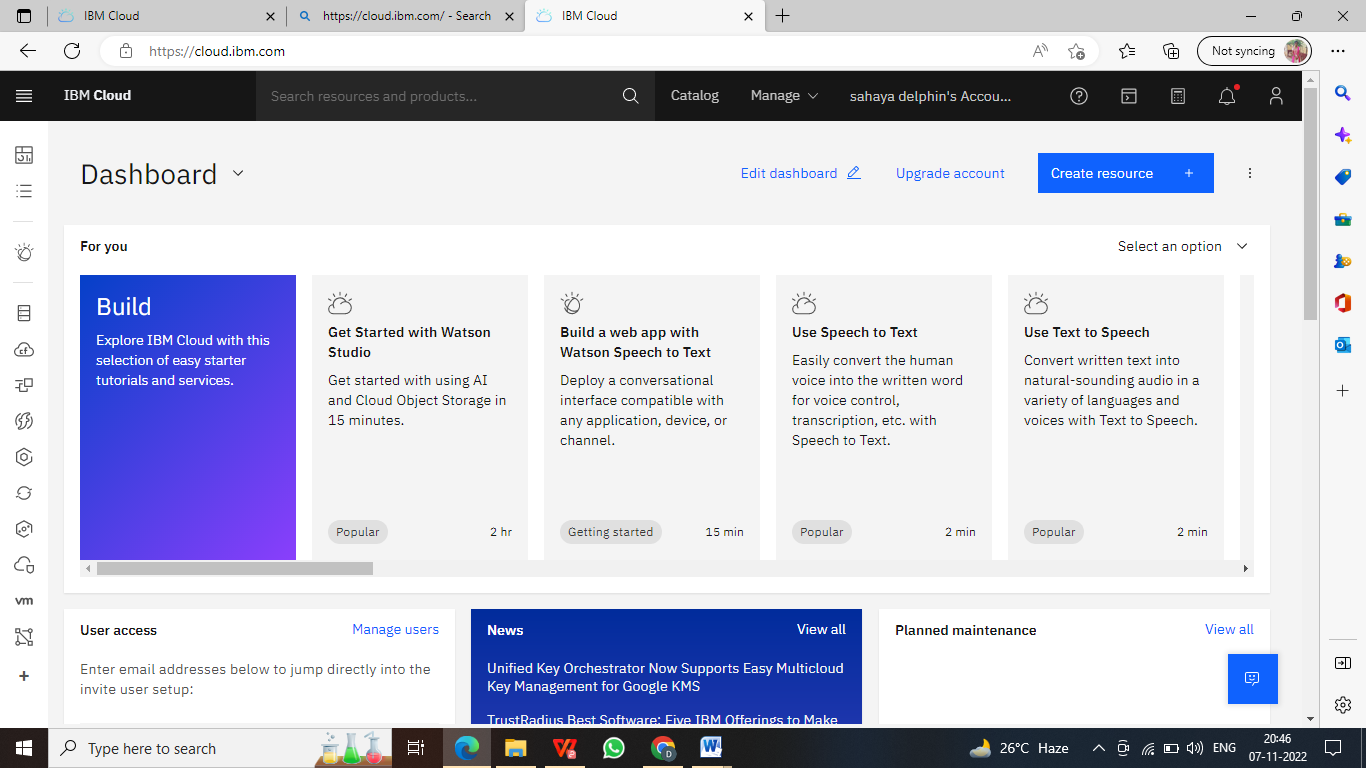 IBM Cloud
https://cloud.ibm.com/ - Search
IBM Cloud
https://cloud.ibm.com
Not syncing
IBM Cloud
Search resources and products...
Catalog
Manage
sahaya delphin's Accou...
Dashboard
Edit dashboard
Upgrade account
Create resource +
For you
Select an option
Build
Explore IBM Cloud with this
selection of easy starter
tutorials and services.
Get Started with Watson
Studio
Get started with using AI
and Cloud Object Storage in
15 minutes.
Popular
2 hr
Build a web app with
Watson Speech to Text
Deploy a conversational
interface compatible with
any application, device, or
channel.
Getting started
15 min
Use Speech to Text
Easily convert the human
voice into the written word
for voice control,
transcription, etc. with
Speech to Text.
Popular
2 min
Use Text to Speech
Convert written text into
natural-sounding audio in a
variety of languages and
voices with Text to Speech.
Popular
2 min
vm
User access
Manage users
Enter email addresses below to jump directly into the
invite user setup:
News
View all
Unified Key Orchestrator Now Supports Easy Multicloud
Key Management for Google KMS
TrustRadius Best Software: Five IBM Offerings to Make
Planned maintenance
View all
Type here to search
26°C Haze
ENG
20:46
07-11-2022